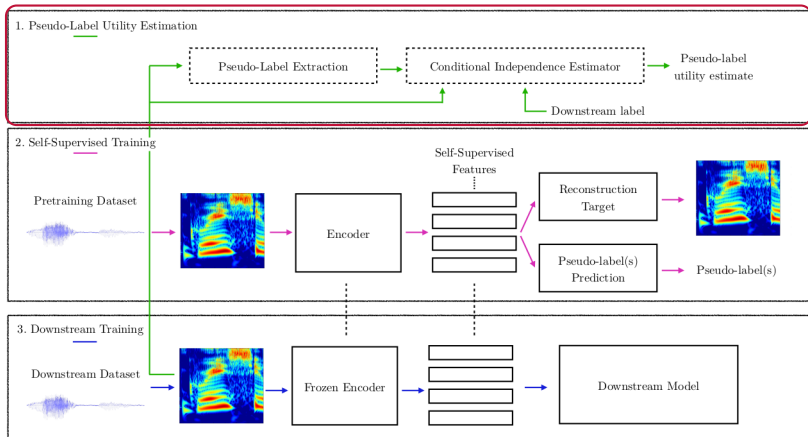 1. Pseudo-Label Utility Estimation
Pseudo-Label Extraction
Conditional Independence Estimator
Pseudo-label
utility estimate
Downstream label
2. Self-Supervised Training
Self-Supervised
Features
Pretraining Dataset
Encoder
Reconstruction
Target
Pseudo-label(s)
Prediction
Pseudo-label(s)
3. Downstream Training
Downstream Dataset
Frozen Encoder
Downstream Model